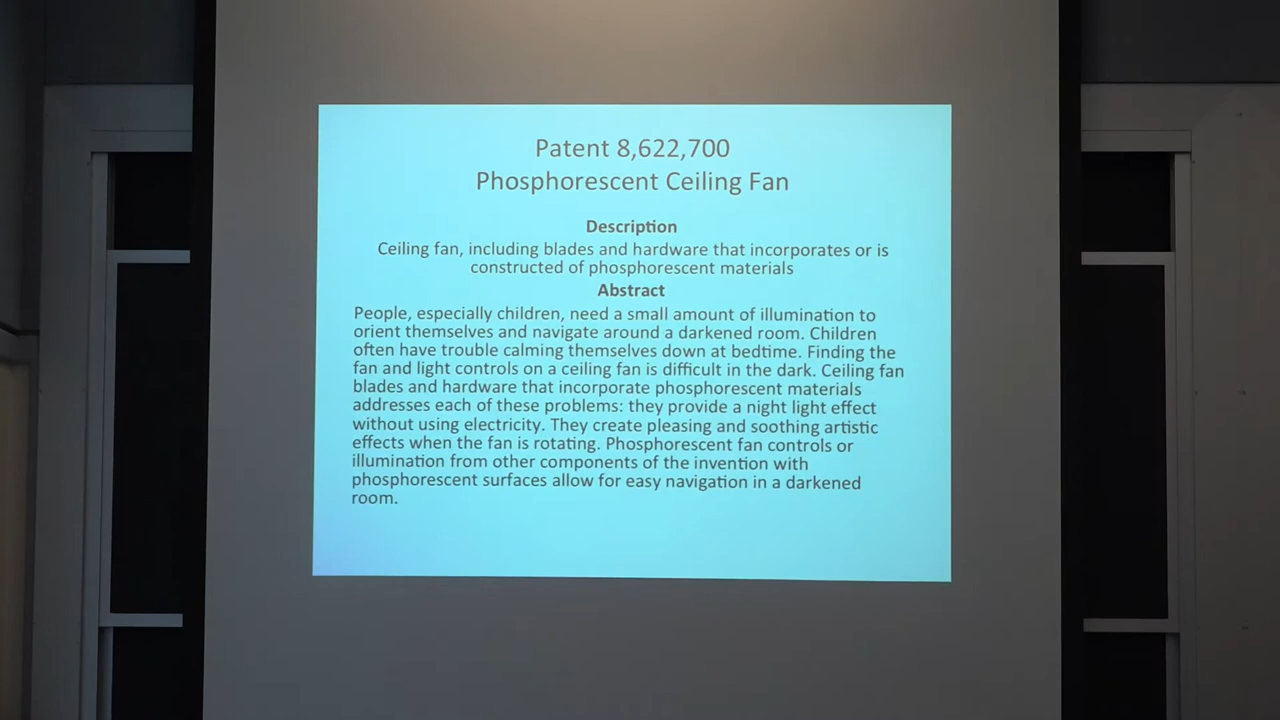 Patent 8,622,700
Phosphorescent Ceiling Fan
Description
Ceiling fan, including blades and hardware that incorporates or is
constructed of phosphorescent materials
Abstract
People, especially children, need a small amount of illumination to
orient themselves and navigate around a darkened room. Children
often have trouble calming themselves down at bedtime. Finding the
fan and light controls on a ceiling fan is difficult in the dark. Ceiling fan
blades and hardware that incorporate phosphorescent materials
addresses each of these problems: they provide a night light effect
without using electricity. They create pleasing and soothing artistic
effects when the fan is rotating. Phosphorescent fan controls or
illumination from other components of the invention with
phosphorescent surfaces allow for easy navigation in a darkened
room.